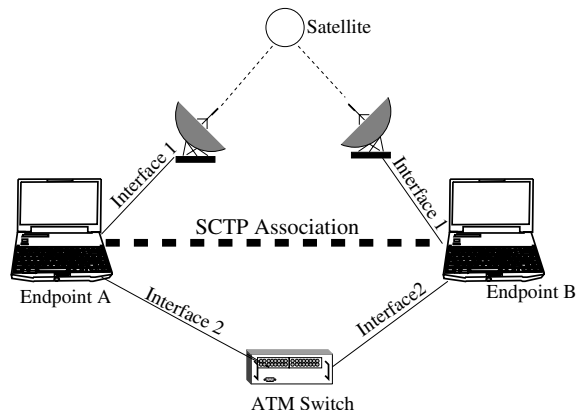 Satellite
Interface 1
Interface 1
SCTP Association
Endpoint A
Endpoint B
Interface 2
Interface2
ATM Switch